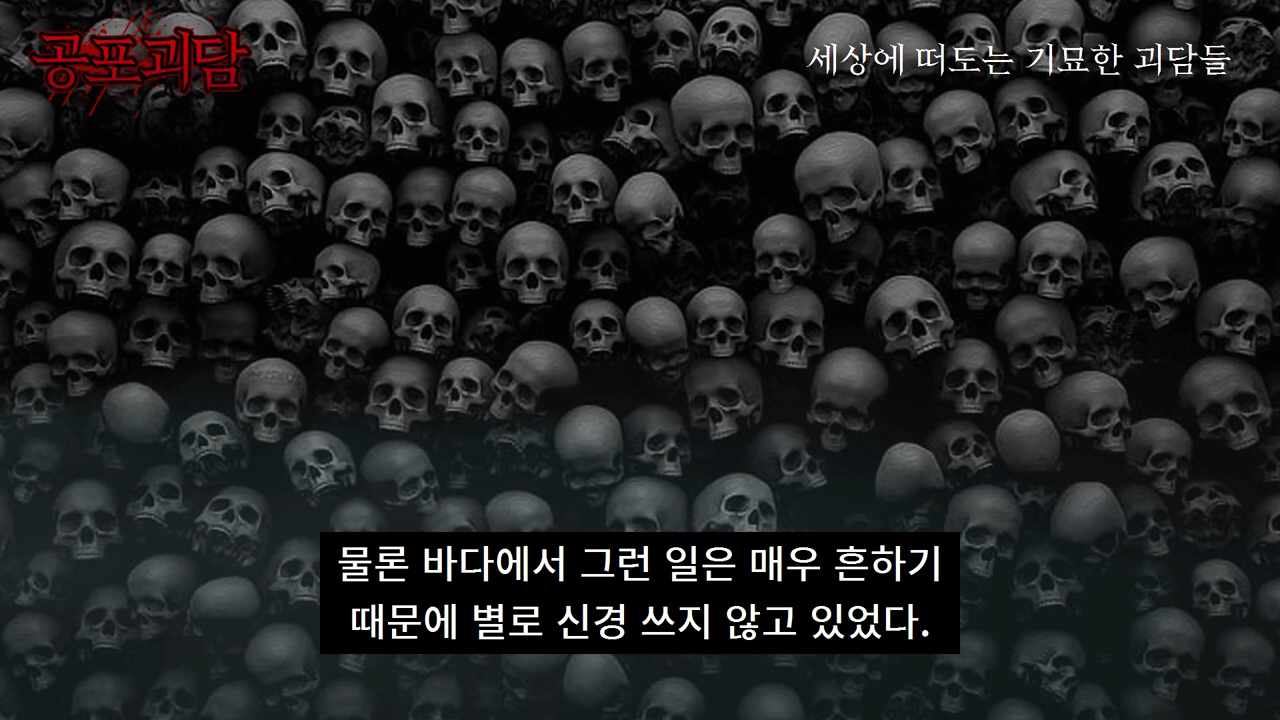 공포괴담
세상에 떠도는 기묘한 괴담들
물론 바다에서 그런 일은 매우 흔하기
때문에 별로 신경 쓰지 않고 있었다.